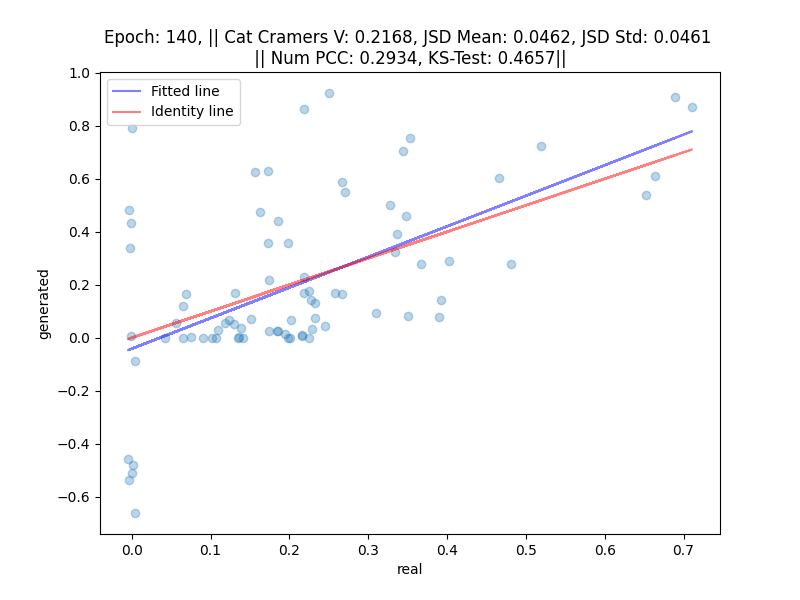 Epoch: 140, || Cat Cramers V: 0.2168, JSD Mean: 0.0462, JSD Std: 0.0461
|| Num PCC: 0.2934, KS-Test: 0.4657||
Fitted line
Identity line
1.0
0.8
0.6
0.4
0.2
0.0
−0.2
−0.4
−0.6
generated
0.0 0.1 0.2 0.3 0.4 0.5 0.6 0.7
real